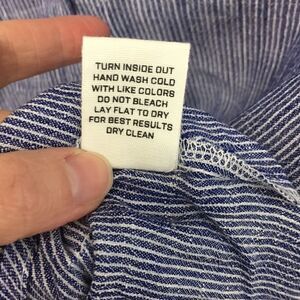 TURN INSIDE OUT
HAND WASH COLD
WITH LIKE COLORS
DO NOT BLEACH
LAY FLAT TO DRY
FOR BEST RESULTS
DRY CLEAN